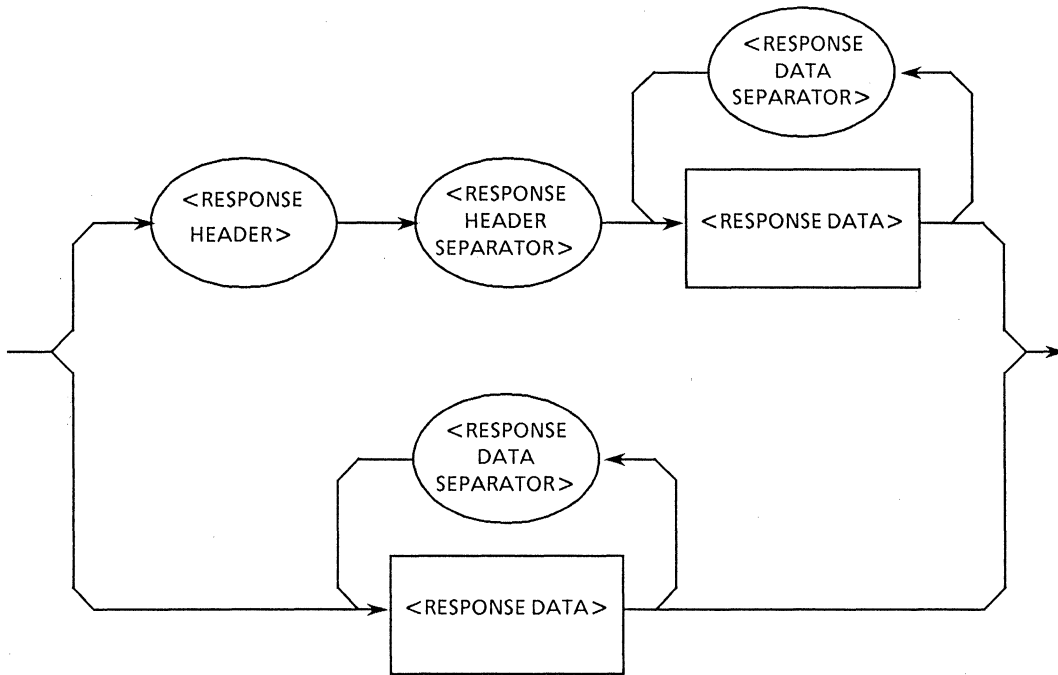 <RESPONSE
DATA
SEPARATOR>
<RESPONSE
HEADER>
<RESPONSE
HEADER
SEPARATOR>
<RESPONSE DATA>
<RESPONSE
DATA
SEPARATOR>
<RESPONSE DATA>